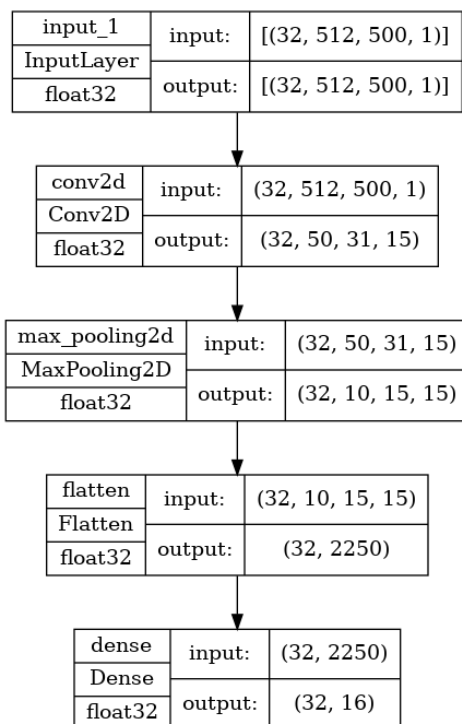 input_1
InputLayer
float32
input:
[(32, 512, 500, 1)]
output:
[(32, 512, 500, 1)]
conv2d
Conv2D
float32
input:
(32, 512, 500, 1)
output:
(32, 50, 31, 15)
max_pooling2d
MaxPooling2D
float32
input:
(32, 50, 31, 15)
output:
(32, 10, 15, 15)
flatten
Flatten
float32
input:
(32, 10, 15, 15)
output:
(32, 2250)
dense
Dense
float32
input:
(32, 2250)
output:
(32, 16)